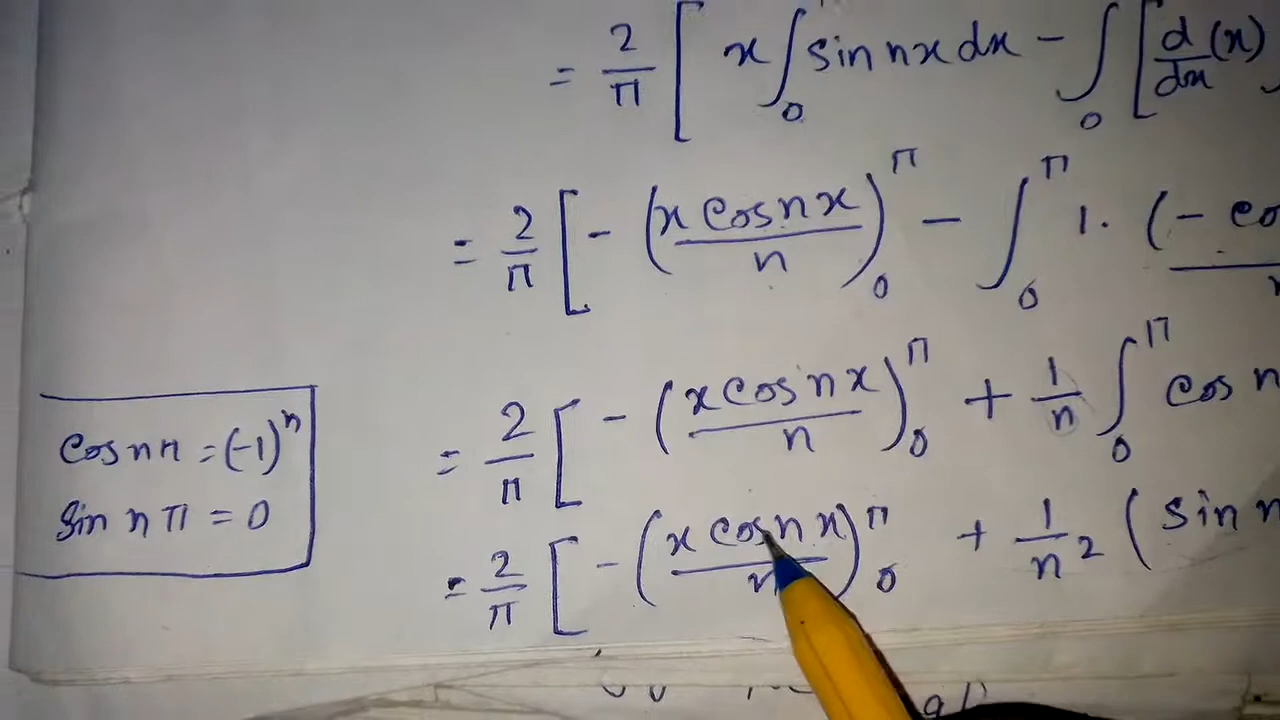 = 2/π [ x ∫₀ sin nx dx - ∫₀ [ d/dx (x)
= 2/π [ - (x cos nx / n)₀^π - ∫₀^π 1. (- co
= 2/π [ - (x cos nx / n)₀^π + 1/n ∫₀^π cos n
cos nπ = (-1)^n
sin nπ = 0
= 2/π [ - (x cos nx / n)₀^π + 1/n² ( sin n